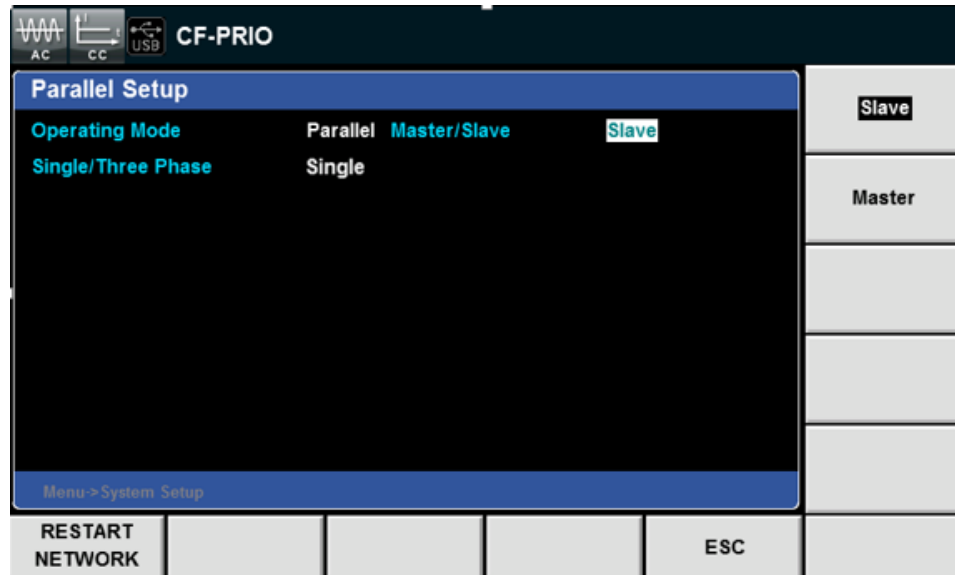 AC CC USB CF-PRIO
Parallel Setup
Operating Mode Parallel Master/Slave Slave
Single/Three Phase Single
Menu->System Setup
Slave
Master
RESTART
NETWORK
ESC